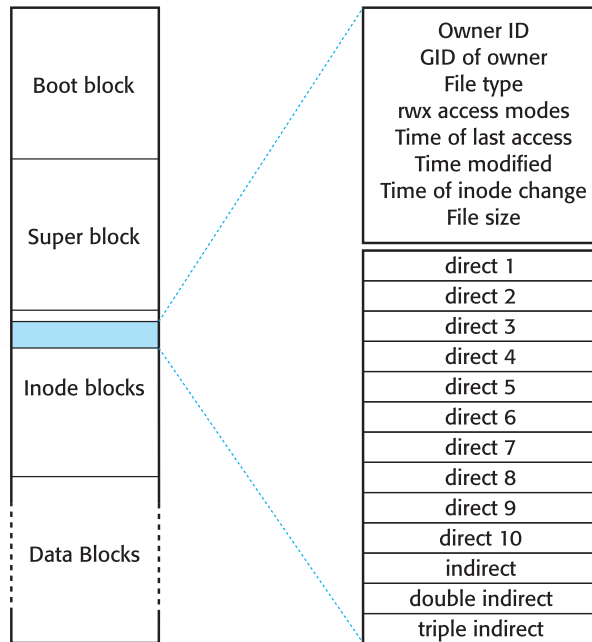 Boot block
Super block
Inode blocks
Data Blocks
Owner ID
GID of owner
File type
rwx access modes
Time of last access
Time modified
Time of inode change
File size
direct 1
direct 2
direct 3
direct 4
direct 5
direct 6
direct 7
direct 8
direct 9
direct 10
indirect
double indirect
triple indirect